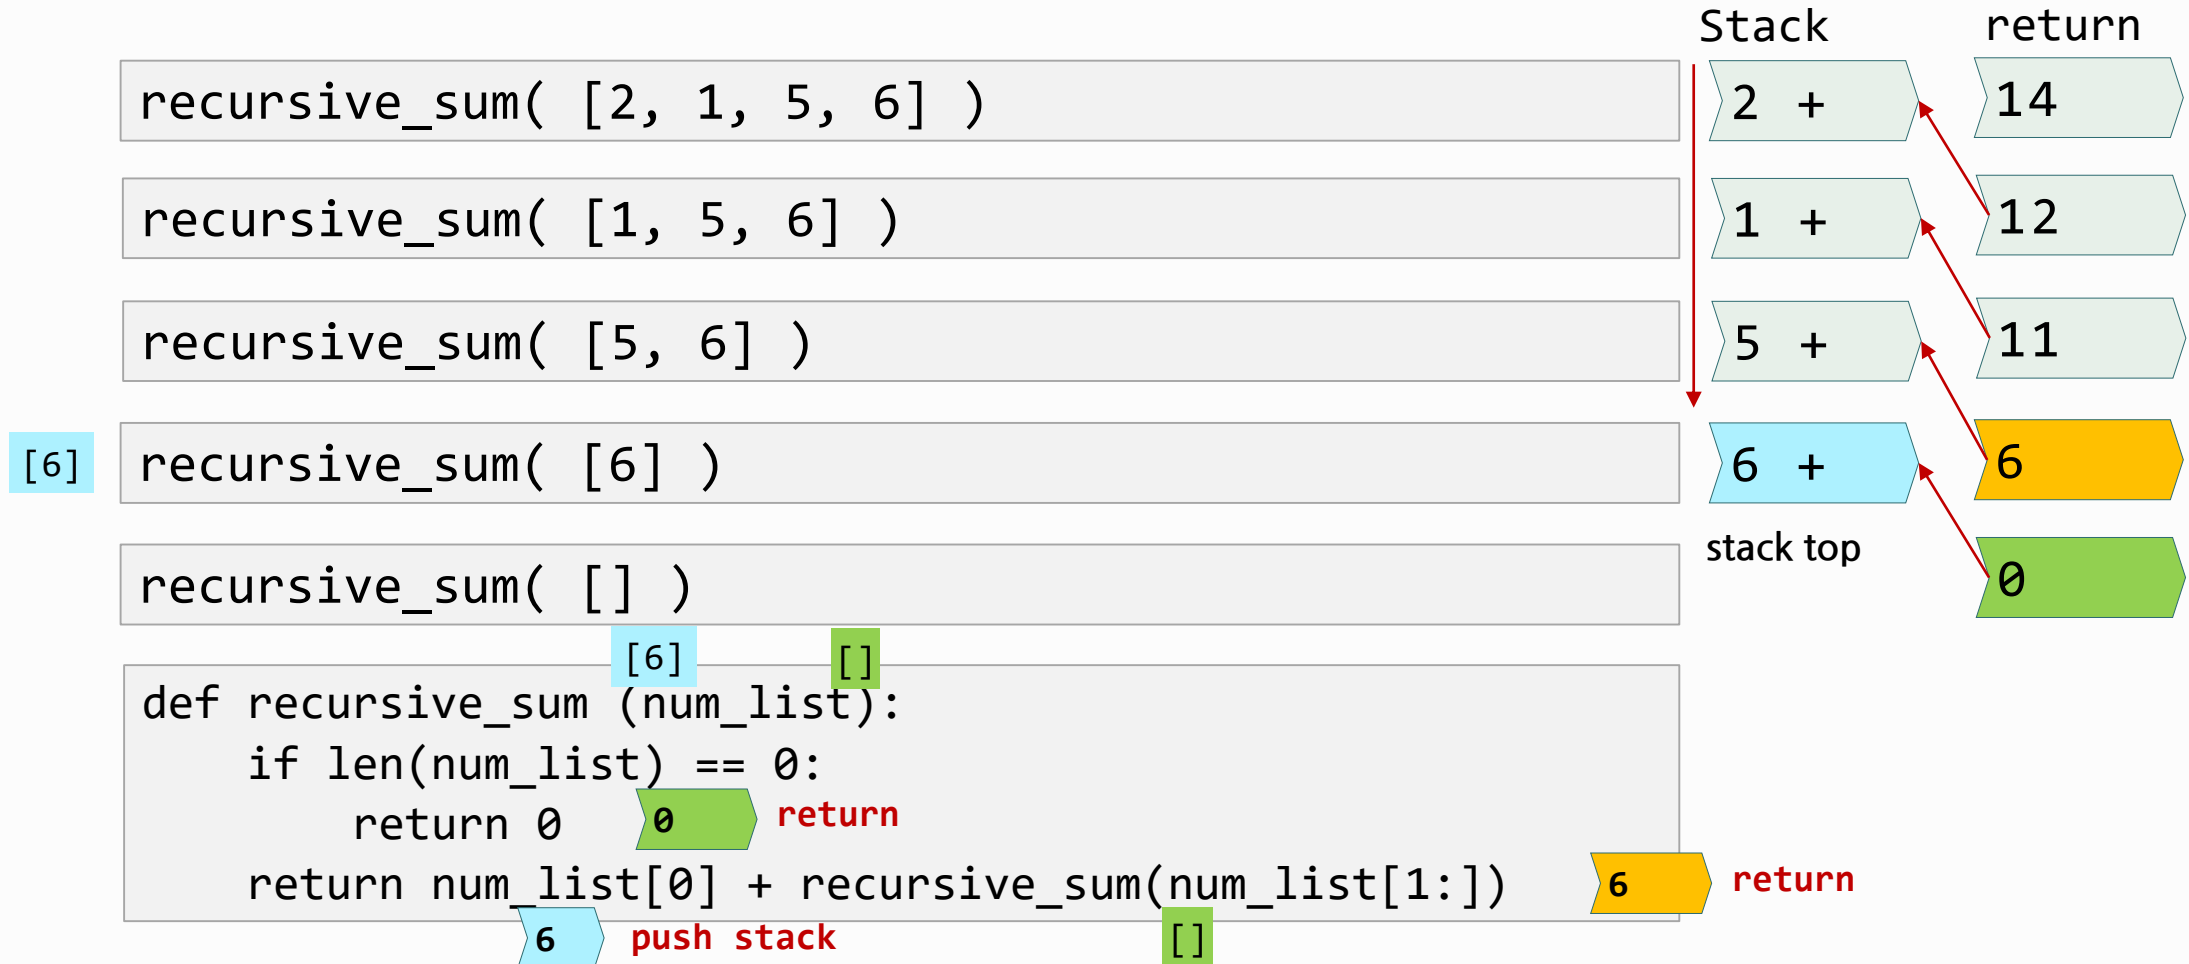 Stack return
recursive_sum( [2, 1, 5, 6] ) 2 + 14
recursive_sum( [1, 5, 6] ) 1 + 12
recursive_sum( [5, 6] ) 5 + 11
[6] recursive_sum( [6] ) 6 + 6
stack top
recursive_sum( [] ) 0
[6] []
def recursive_sum (num_list):
if len(num_list) == 0:
return 0 0 return
return num_list[0] + recursive_sum(num_list[1:]) 6 return
6 push stack []